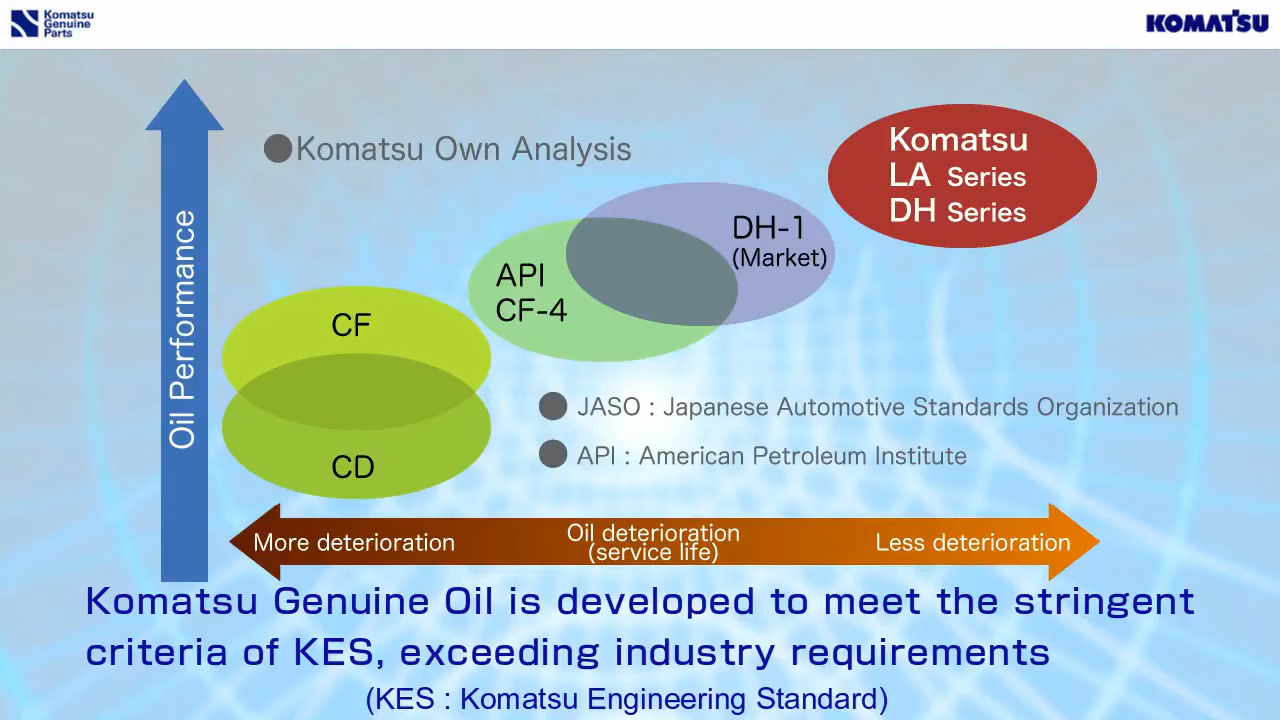 Komatsu
Genuine
Parts
KOMATSU
Oil Performance
●Komatsu Own Analysis
Komatsu
LA Series
DH Series
DH-1
(Market)
API
CF-4
CF
CD
● JASO : Japanese Automotive Standards Organization
● API : American Petroleum Institute
More deterioration
Oil deterioration
(service life)
Less deterioration
Komatsu Genuine Oil is developed to meet the stringent
criteria of KES, exceeding industry requirements
(KES : Komatsu Engineering Standard)